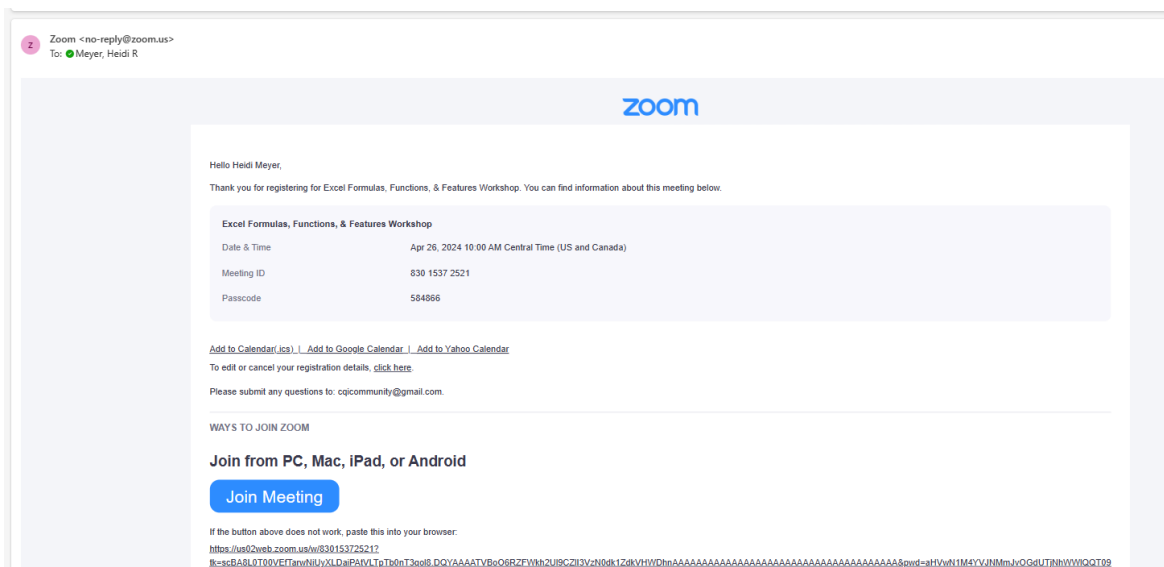 Z
Zoom <no-reply@zoom.us>
To: Meyer, Heidi R
zoom
Hello Heidi Meyer,
Thank you for registering for Excel Formulas, Functions, & Features Workshop. You can find information about this meeting below.
Excel Formulas, Functions, & Features Workshop
Date & Time Apr 26, 2024 10:00 AM Central Time (US and Canada)
Meeting ID 830 1537 2521
Passcode 584866
Add to Calendar(.ics) | Add to Google Calendar | Add to Yahoo Calendar
To edit or cancel your registration details, click here.
Please submit any questions to: cqicommunity@gmail.com.
WAYS TO JOIN ZOOM
Join from PC, Mac, iPad, or Android
Join Meeting
If the button above does not work, paste this into your browser:
https://us02web.zoom.us/w/83015372521?